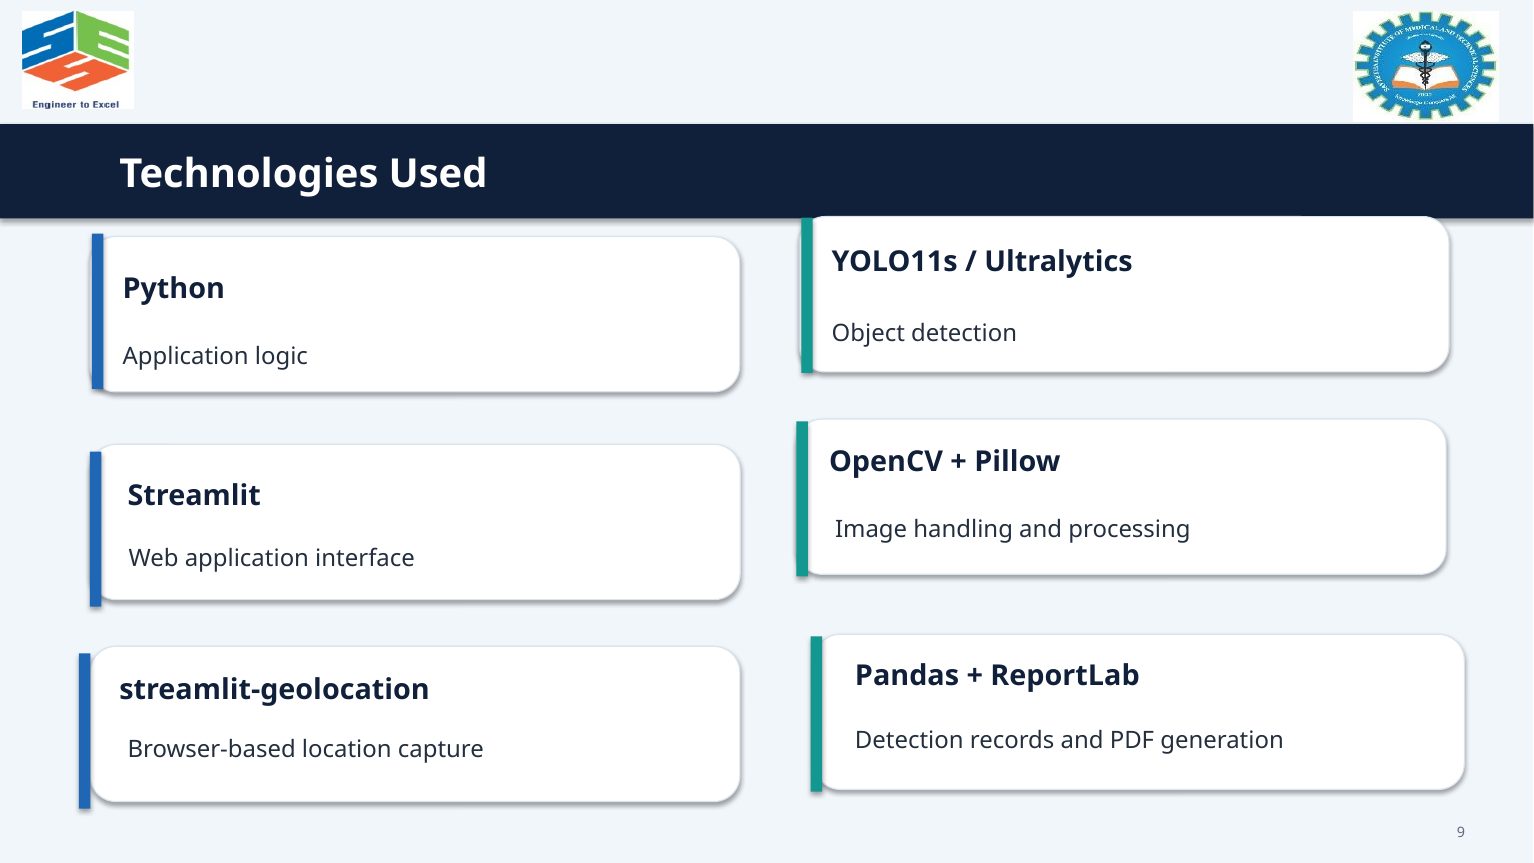 Engineer to Excel
Technologies Used
Python
Application logic
YOLO11s / Ultralytics
Object detection
Streamlit
Web application interface
OpenCV + Pillow
Image handling and processing
streamlit-geolocation
Browser-based location capture
Pandas + ReportLab
Detection records and PDF generation
9